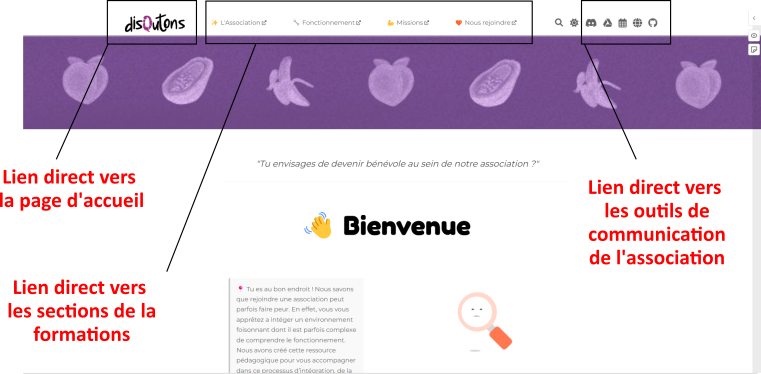 disQutons
✨ L'Association
🔧 Fonctionnement
💪 Missions
🧡 Nous rejoindre
"Tu envisages de devenir bénévole au sein de notre association ?"
Lien direct vers
la page d'accueil
Lien direct vers
les outils de
communication
de l'association
👋 Bienvenue
Lien direct vers
les sections de la
formations
📍 Tu es au bon endroit ! Nous savons
que rejoindre une association peut
parfois faire peur. En effet, vous vous
apprêtez a intéger un environnement
foisonnant dont il est parfois complexe
de comprendre le fonctionnement.
Nous avons créé cette ressource
pédagogique pour vous accompagner
dans ce processus d'intégration, de la